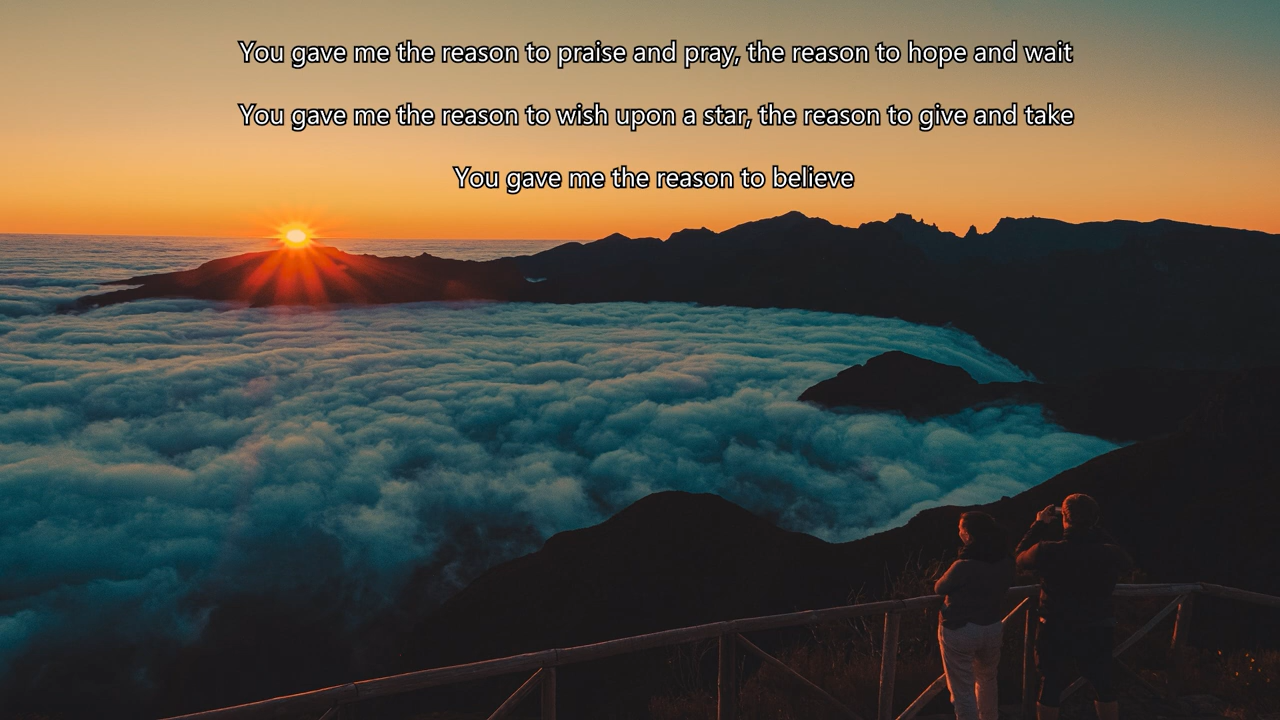 You gave me the reason to praise and pray, the reason to hope and wait
You gave me the reason to wish upon a star, the reason to give and take
You gave me the reason to believe